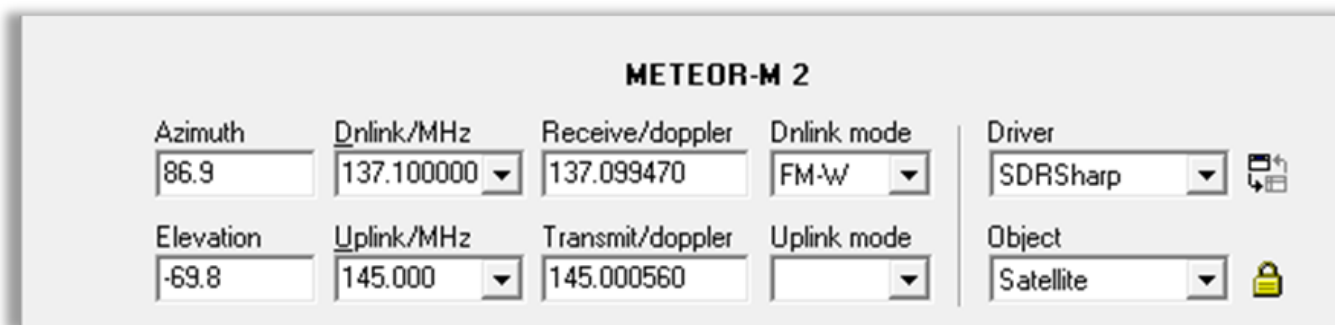 METEOR-M 2
Azimuth Dnlink/MHz Receive/doppler Dnlink mode Driver
86.9 137.100000 137.099470 FM-W SDRSharp
Elevation Uplink/MHz Transmit/doppler Uplink mode Object
-69.8 145.000 145.000560 Satellite